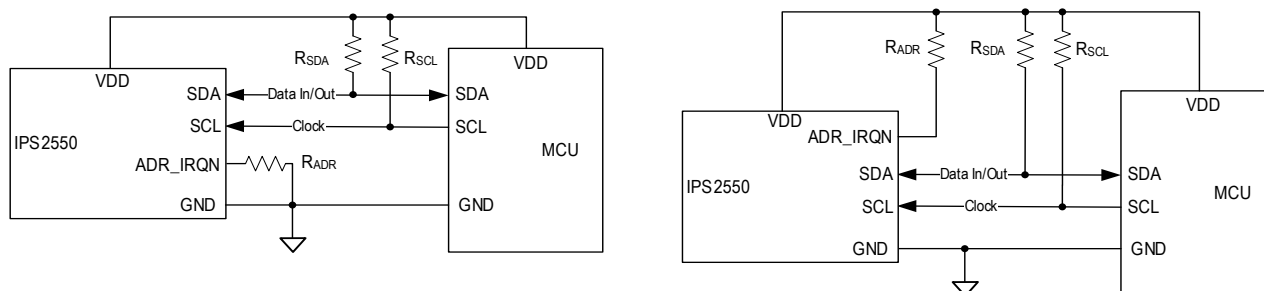 RSDA
RSCL
VDD
VDD
SDA
Data In/Out
SDA
SCL
Clock
SCL
IPS2550
MCU
ADR_IRQN
RADR
GND
GND
RADR
RSDA
RSCL
VDD
VDD
ADR_IRQN
SDA
Data In/Out
SDA
IPS2550
MCU
SCL
Clock
SCL
GND
GND